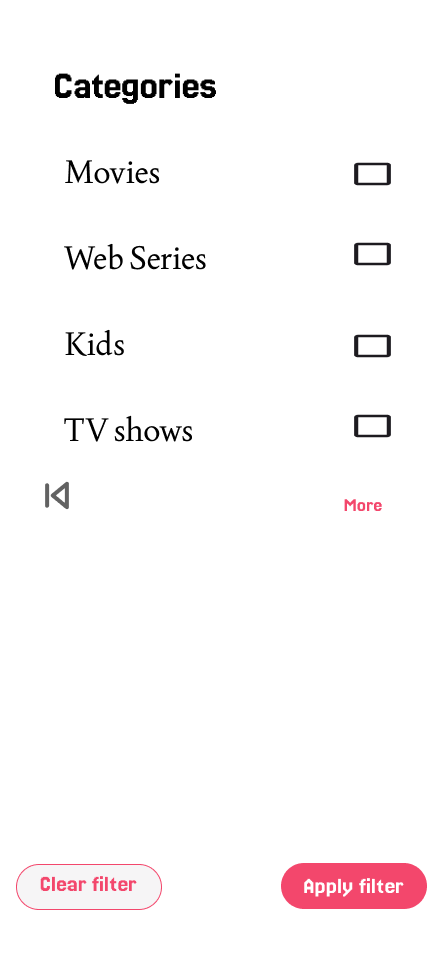 Categories
Movies
Web Series
Kids
TV shows
More
Clear filter
Apply filter